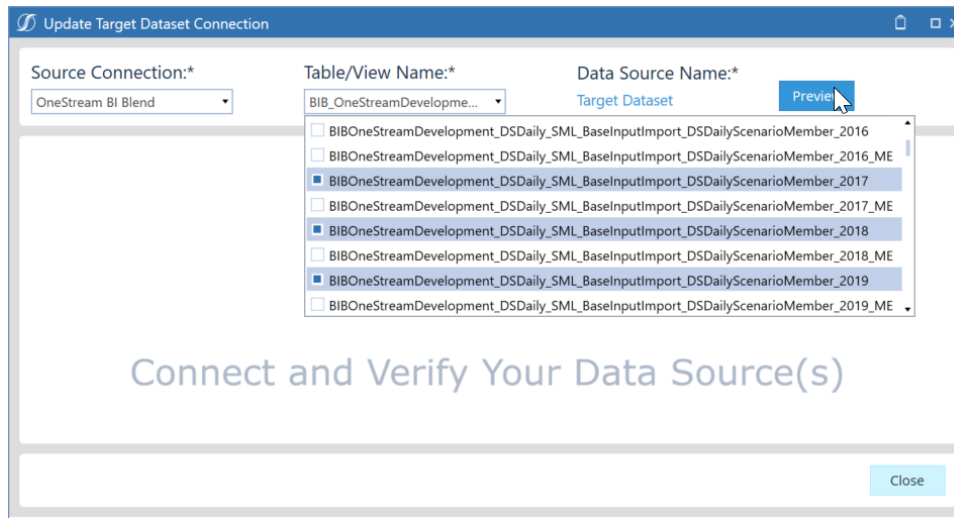 Update Target Dataset Connection
Source Connection:*
Table/View Name:*
Data Source Name:*
OneStream BI Blend
BIB_OneStreamDevelopme...
Target Dataset
Preview
BIBOneStreamDevelopment_DSDaily_SML_BaseInputImport_DSDailyScenarioMember_2016
BIBOneStreamDevelopment_DSDaily_SML_BaseInputImport_DSDailyScenarioMember_2016_ME
BIBOneStreamDevelopment_DSDaily_SML_BaseInputImport_DSDailyScenarioMember_2017
BIBOneStreamDevelopment_DSDaily_SML_BaseInputImport_DSDailyScenarioMember_2017_ME
BIBOneStreamDevelopment_DSDaily_SML_BaseInputImport_DSDailyScenarioMember_2018
BIBOneStreamDevelopment_DSDaily_SML_BaseInputImport_DSDailyScenarioMember_2018_ME
BIBOneStreamDevelopment_DSDaily_SML_BaseInputImport_DSDailyScenarioMember_2019
BIBOneStreamDevelopment_DSDaily_SML_BaseInputImport_DSDailyScenarioMember_2019_ME
Connect and Verify Your Data Source(s)
Close